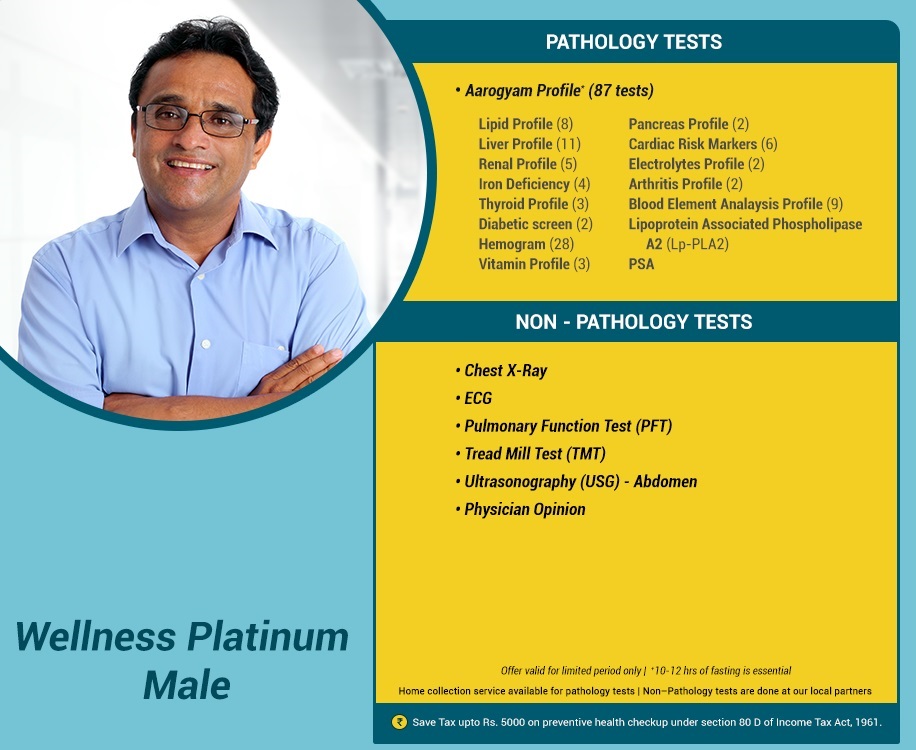 PATHOLOGY TESTS
• Aarogyam Profile* (87 tests)
Lipid Profile (8)
Liver Profile (11)
Renal Profile (5)
Iron Deficiency (4)
Thyroid Profile (3)
Diabetic screen (2)
Hemogram (28)
Vitamin Profile (3)
Pancreas Profile (2)
Cardiac Risk Markers (6)
Electrolytes Profile (2)
Arthritis Profile (2)
Blood Element Analaysis Profile (9)
Lipoprotein Associated Phospholipase
A2 (Lp-PLA2)
PSA
NON - PATHOLOGY TESTS
• Chest X-Ray
• ECG
• Pulmonary Function Test (PFT)
• Tread Mill Test (TMT)
• Ultrasonography (USG) - Abdomen
• Physician Opinion
Wellness Platinum
Male
Offer valid for limited period only | *10-12 hrs of fasting is essential
Home collection service available for pathology tests | Non–Pathology tests are done at our local partners
₹ Save Tax upto Rs. 5000 on preventive health checkup under section 80 D of Income Tax Act, 1961.